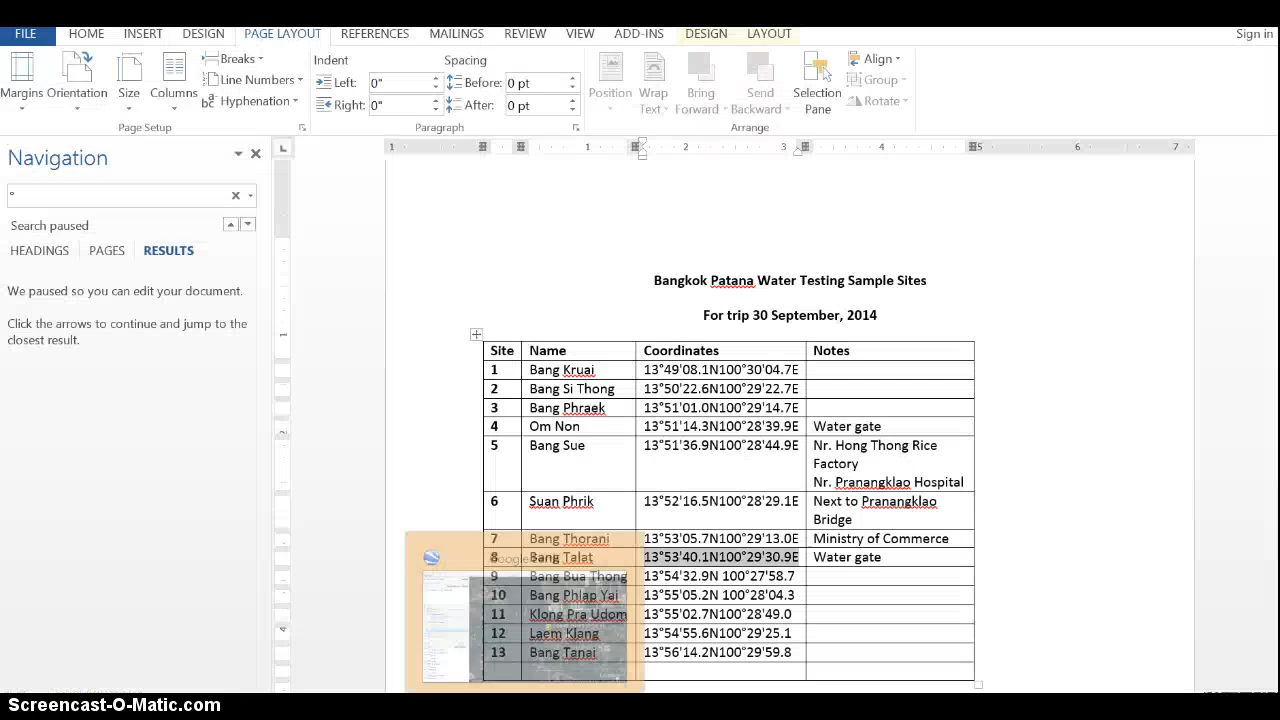 FILE HOME INSERT DESIGN PAGE LAYOUT REFERENCES MAILINGS REVIEW VIEW ADD-INS DESIGN LAYOUT Sign in
Margins Orientation Size Columns
Breaks
Line Numbers
Hyphenation
Page Setup
Indent Spacing
Left: 0" Before: 0 pt
Right: 0" After: 0 pt
Paragraph
Position Wrap Text Bring Forward Send Backward Selection Pane
Align
Group
Rotate
Arrange
Navigation
°
Search paused
HEADINGS PAGES RESULTS
We paused so you can edit your document.
Click the arrows to continue and jump to the
closest result.
1 1 2 3 4 5 6 7
Bangkok Patana Water Testing Sample Sites
For trip 30 September, 2014
Site Name Coordinates Notes
1 Bang Kruai 13°49'08.1N100°30'04.7E
2 Bang Si Thong 13°50'22.6N100°29'22.7E
3 Bang Phraek 13°51'01.0N100°29'14.7E
4 Om Non 13°51'14.3N100°28'39.9E Water gate
5 Bang Sue 13°51'36.9N100°28'44.9E Nr. Hong Thong Rice
Factory
Nr. Pranangklao Hospital
6 Suan Phrik 13°52'16.5N100°28'29.1E Next to Pranangklao
Bridge
7 Bang Thorani 13°53'05.7N100°29'13.0E Ministry of Commerce
8 Bang Talat 13°53'40.1N100°29'30.9E Water gate
9 Bang Bua Thong 13°54'32.9N 100°27'58.7
10 Bang Phlap Yai 13°55'05.2N 100°28'04.3
11 Klong Pra Udom 13°55'02.7N100°28'49.0
12 Laem Klang 13°54'55.6N100°29'25.1
13 Bang Tanai 13°56'14.2N100°29'59.8
Screencast-O-Matic.com